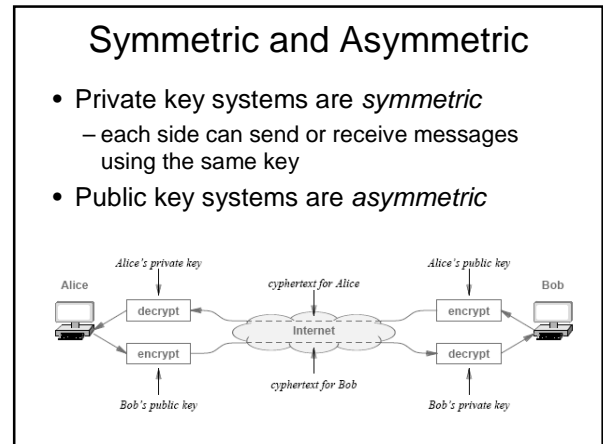 Symmetric and Asymmetric
• Private key systems are symmetric
– each side can send or receive messages
using the same key
• Public key systems are asymmetric
Alice's private key
Alice's public key
Alice
cyphertext for Alice
Bob
decrypt
encrypt
Internet
encrypt
decrypt
cyphertext for Bob
Bob's public key
Bob's private key